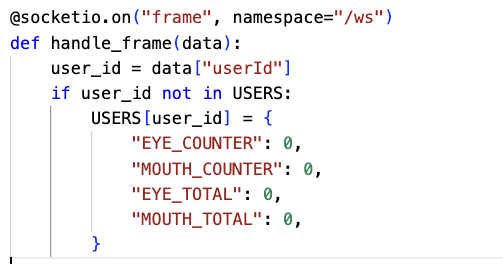 @socketio.on("frame", namespace="/ws")
def handle_frame(data):
    user_id = data["userId"]
    if user_id not in USERS:
        USERS[user_id] = {
            "EYE_COUNTER": 0,
            "MOUTH_COUNTER": 0,
            "EYE_TOTAL": 0,
            "MOUTH_TOTAL": 0,
        }